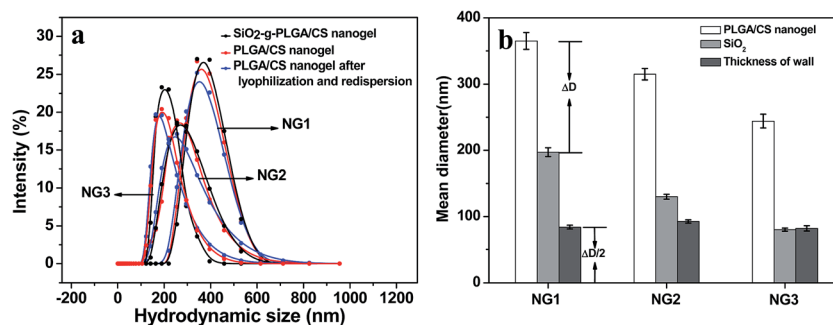 a
SiO2-g-PLGA/CS nanogel
PLGA/CS nanogel
PLGA/CS nanogel after
lyophilization and redispersion
NG1
NG2
NG3
Intensity (%)
30
25
20
15
10
5
0
-200 0 200 400 600 800 1000
Hydrodynamic size (nm)
b
PLGA/CS nanogel
SiO2
Thickness of wall
ΔD
ΔD/2
Mean diameter(nm)
400
300
200
100
0
NG1 NG2 NG3